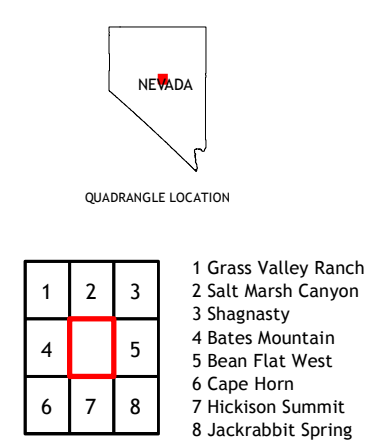 NEVADA
QUADRANGLE LOCATION
1 2 3
4 5
6 7 8
1 Grass Valley Ranch
2 Salt Marsh Canyon
3 Shagnasty
4 Bates Mountain
5 Bean Flat West
6 Cape Horn
7 Hickison Summit
8 Jackrabbit Spring